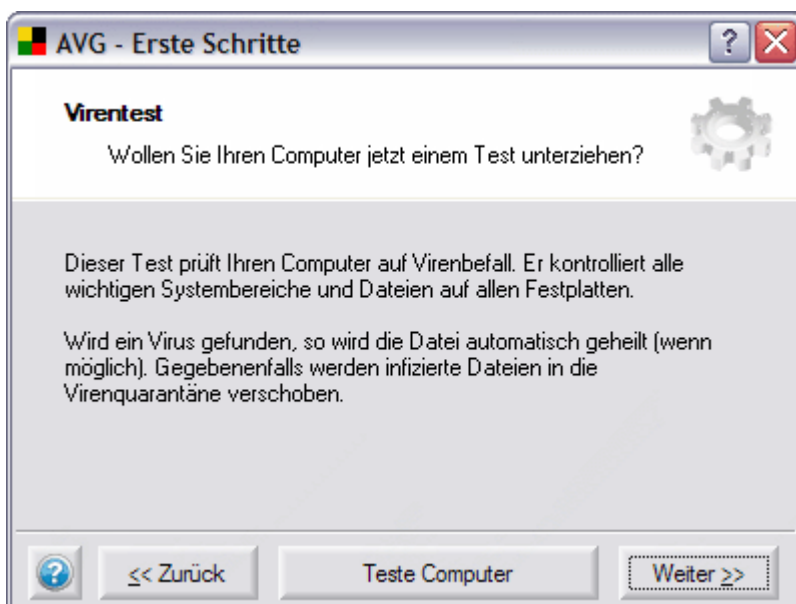 AVG - Erste Schritte
?
Virentest
Wollen Sie Ihren Computer jetzt einem Test unterziehen?
Dieser Test prüft Ihren Computer auf Virenbefall. Er kontrolliert alle
wichtigen Systembereiche und Dateien auf allen Festplatten.
Wird ein Virus gefunden, so wird die Datei automatisch geheilt (wenn
möglich). Gegebenenfalls werden infizierte Dateien in die
Virenquarantäne verschoben.
? << Zurück Teste Computer Weiter >>